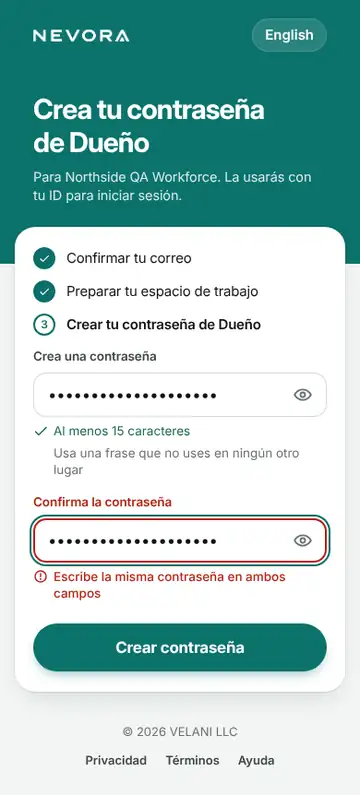 NEVORA
English
Crea tu contraseña
de Dueño
Para Northside QA Workforce. La usarás con
tu ID para iniciar sesión.
Confirmar tu correo
Preparar tu espacio de trabajo
3 Crear tu contraseña de Dueño
Crea una contraseña
••••••••••••••••••••
Al menos 15 caracteres
Usa una frase que no uses en ningún otro
lugar
Confirma la contraseña
••••••••••••••••••••
Escribe la misma contraseña en ambos
campos
Crear contraseña
© 2026 VELANI LLC
Privacidad Términos Ayuda